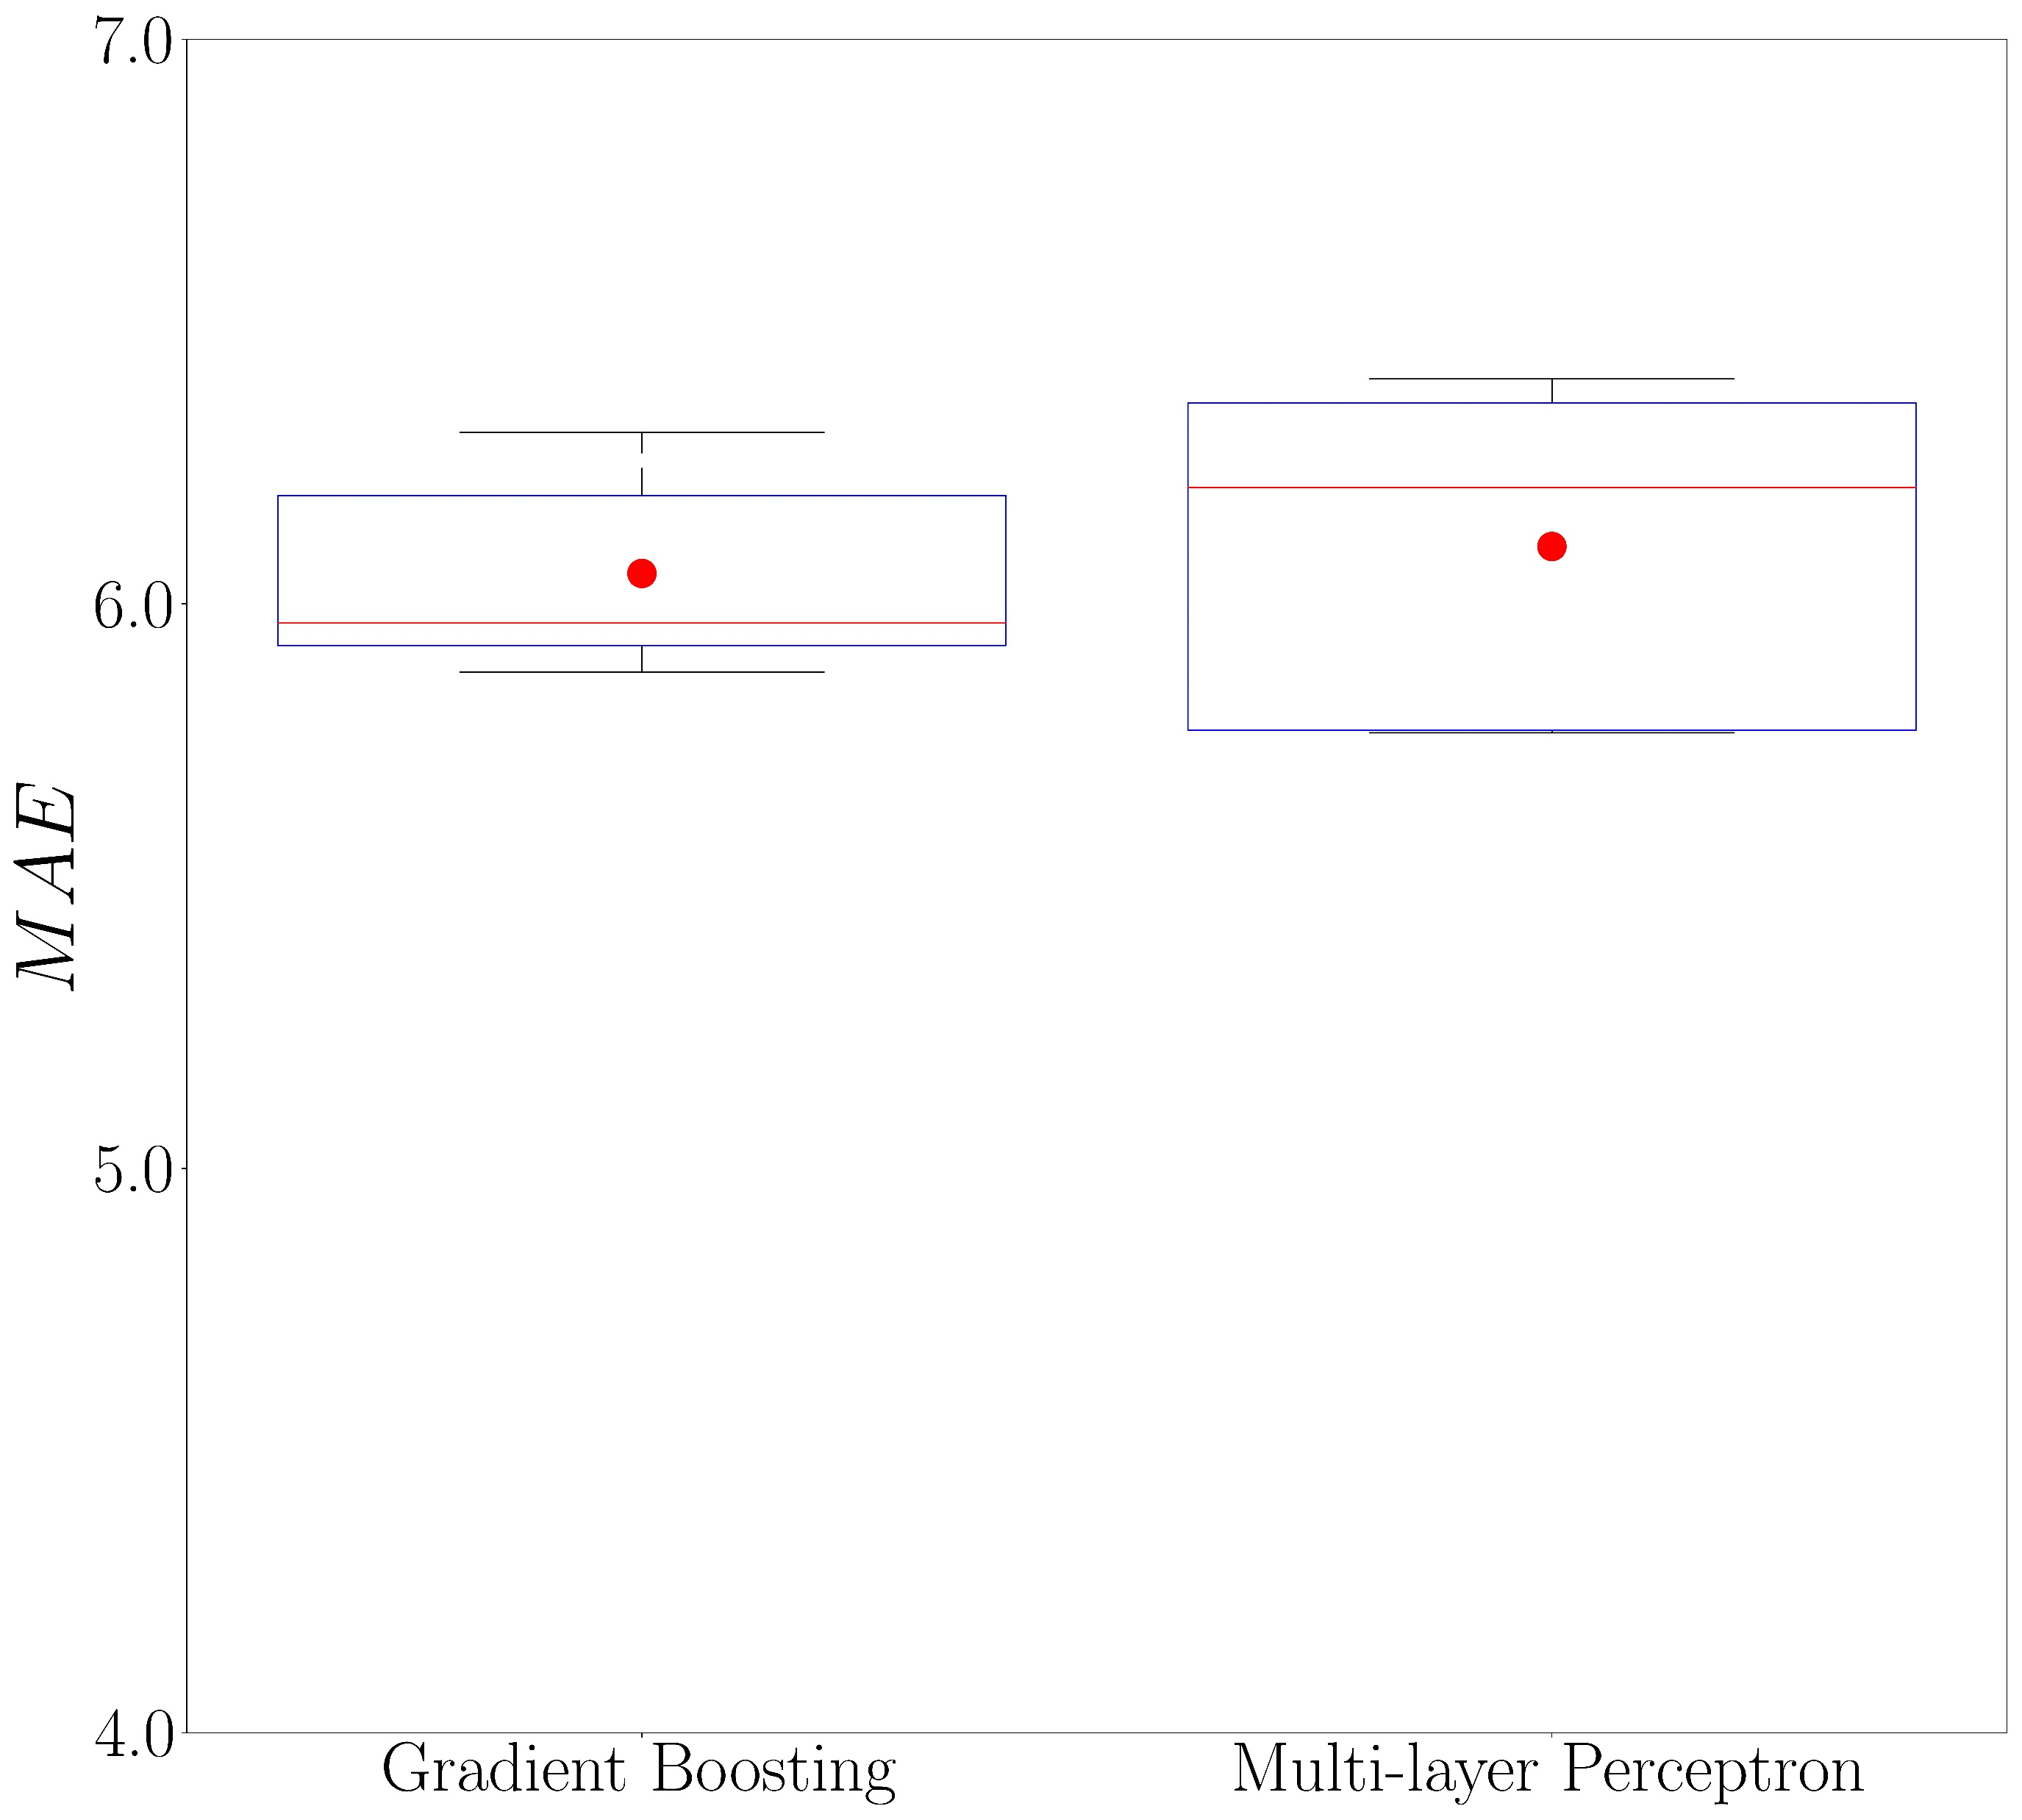 7.0
6.0
5.0
4.0
MAE
Gradient Boosting
Multi-layer Perceptron